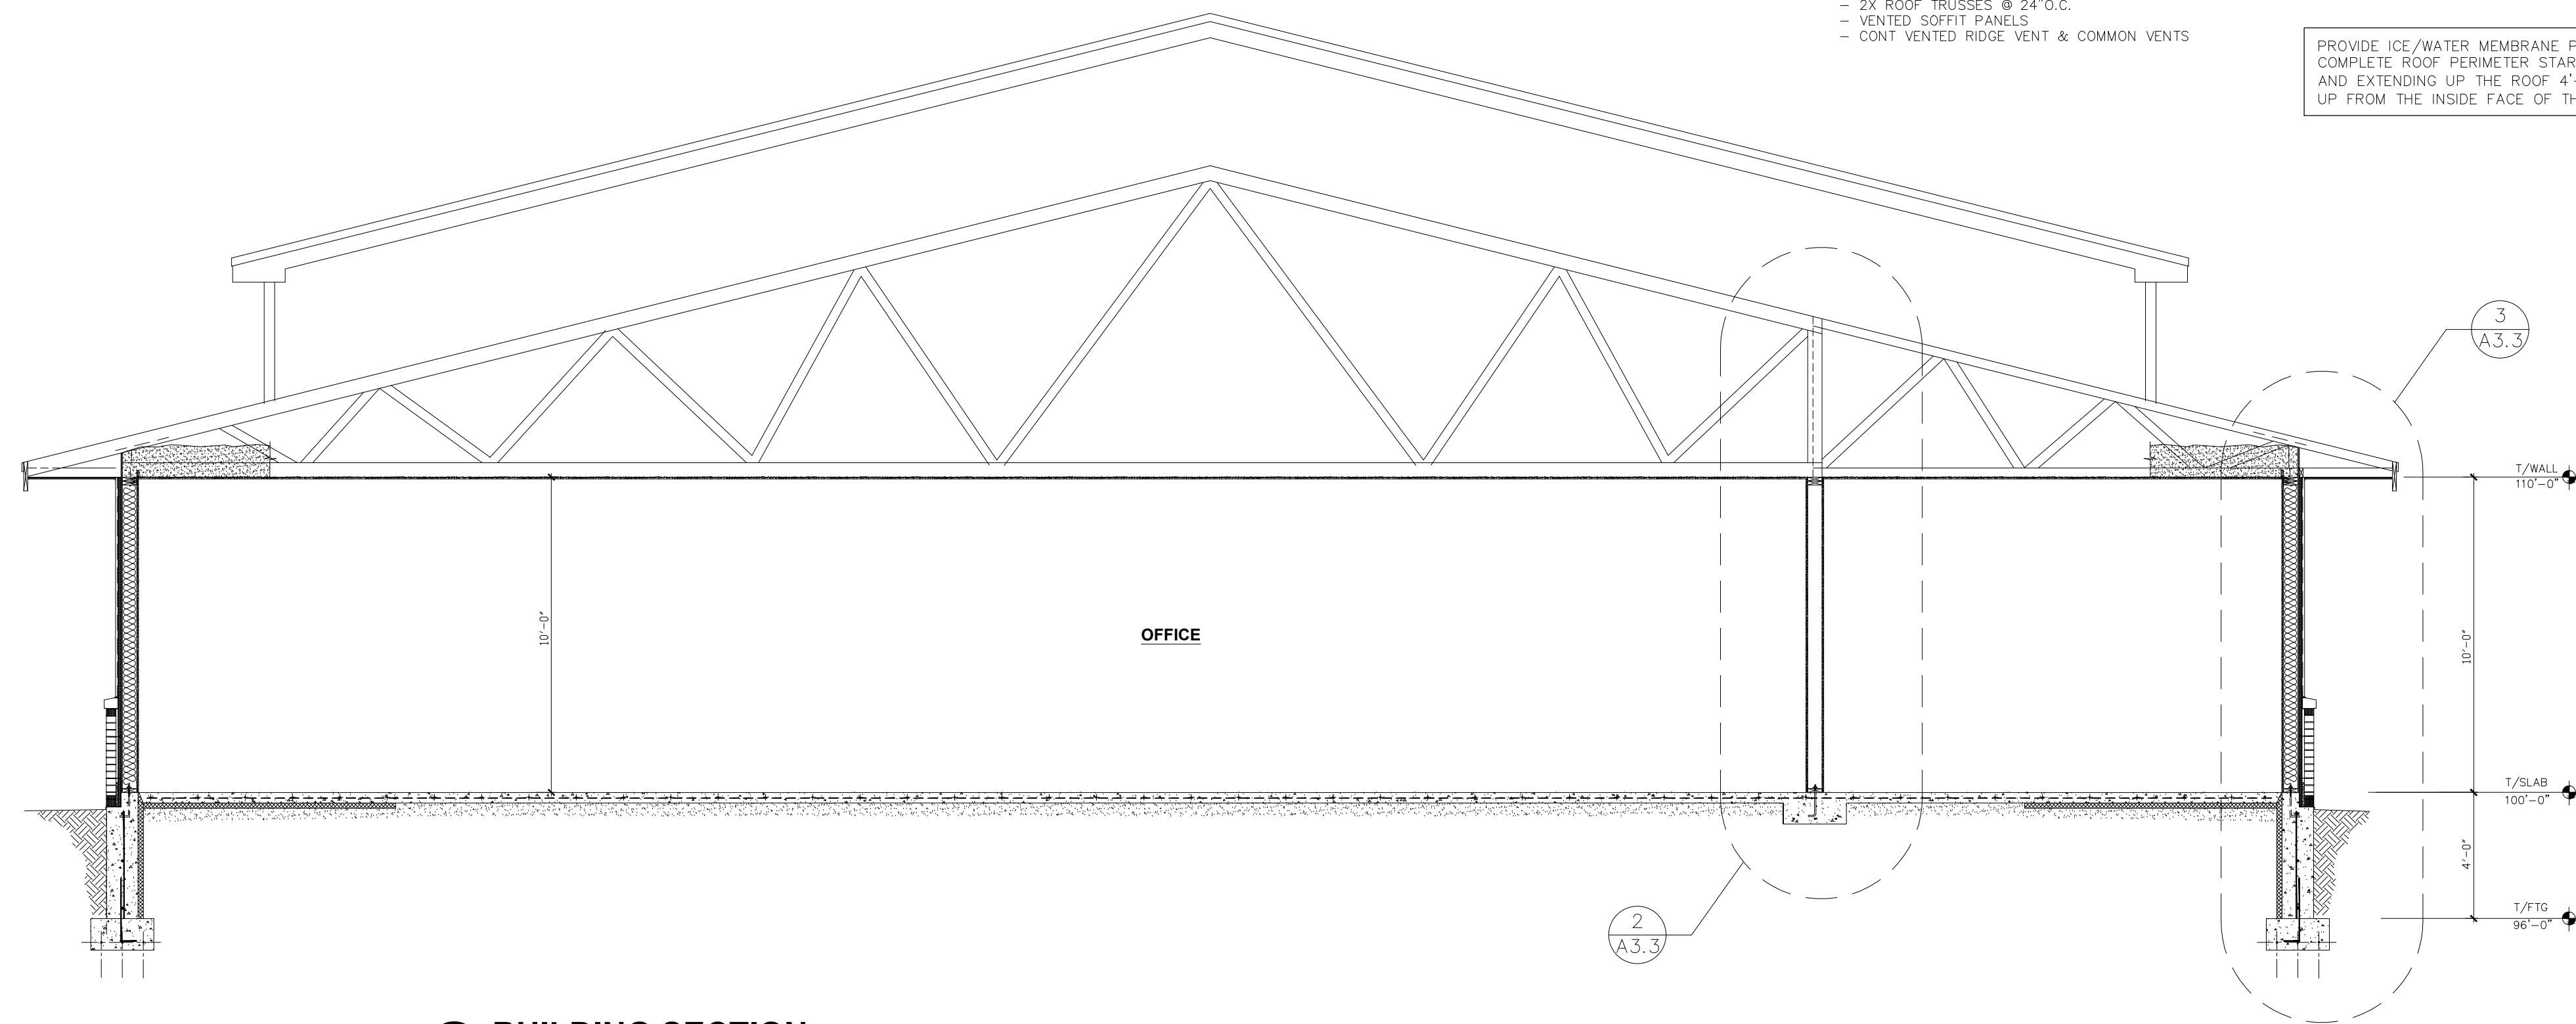 - 2X ROOF TRUSSES @ 24"O.C.
- VENTED SOFFIT PANELS
- CONT VENTED RIDGE VENT & COMMON VENTS
PROVIDE ICE/WATER MEMBRANE
COMPLETE ROOF PERIMETER
AND EXTENDING UP THE ROOF
UP FROM THE INSIDE FACE OF
3
A3.3
T/WALL
110'-0"
10'-0"
OFFICE
10'-0"
T/SLAB
100'-0"
4'-0"
T/FTG
96'-0"
2
A3.3
BUILDING SECTION